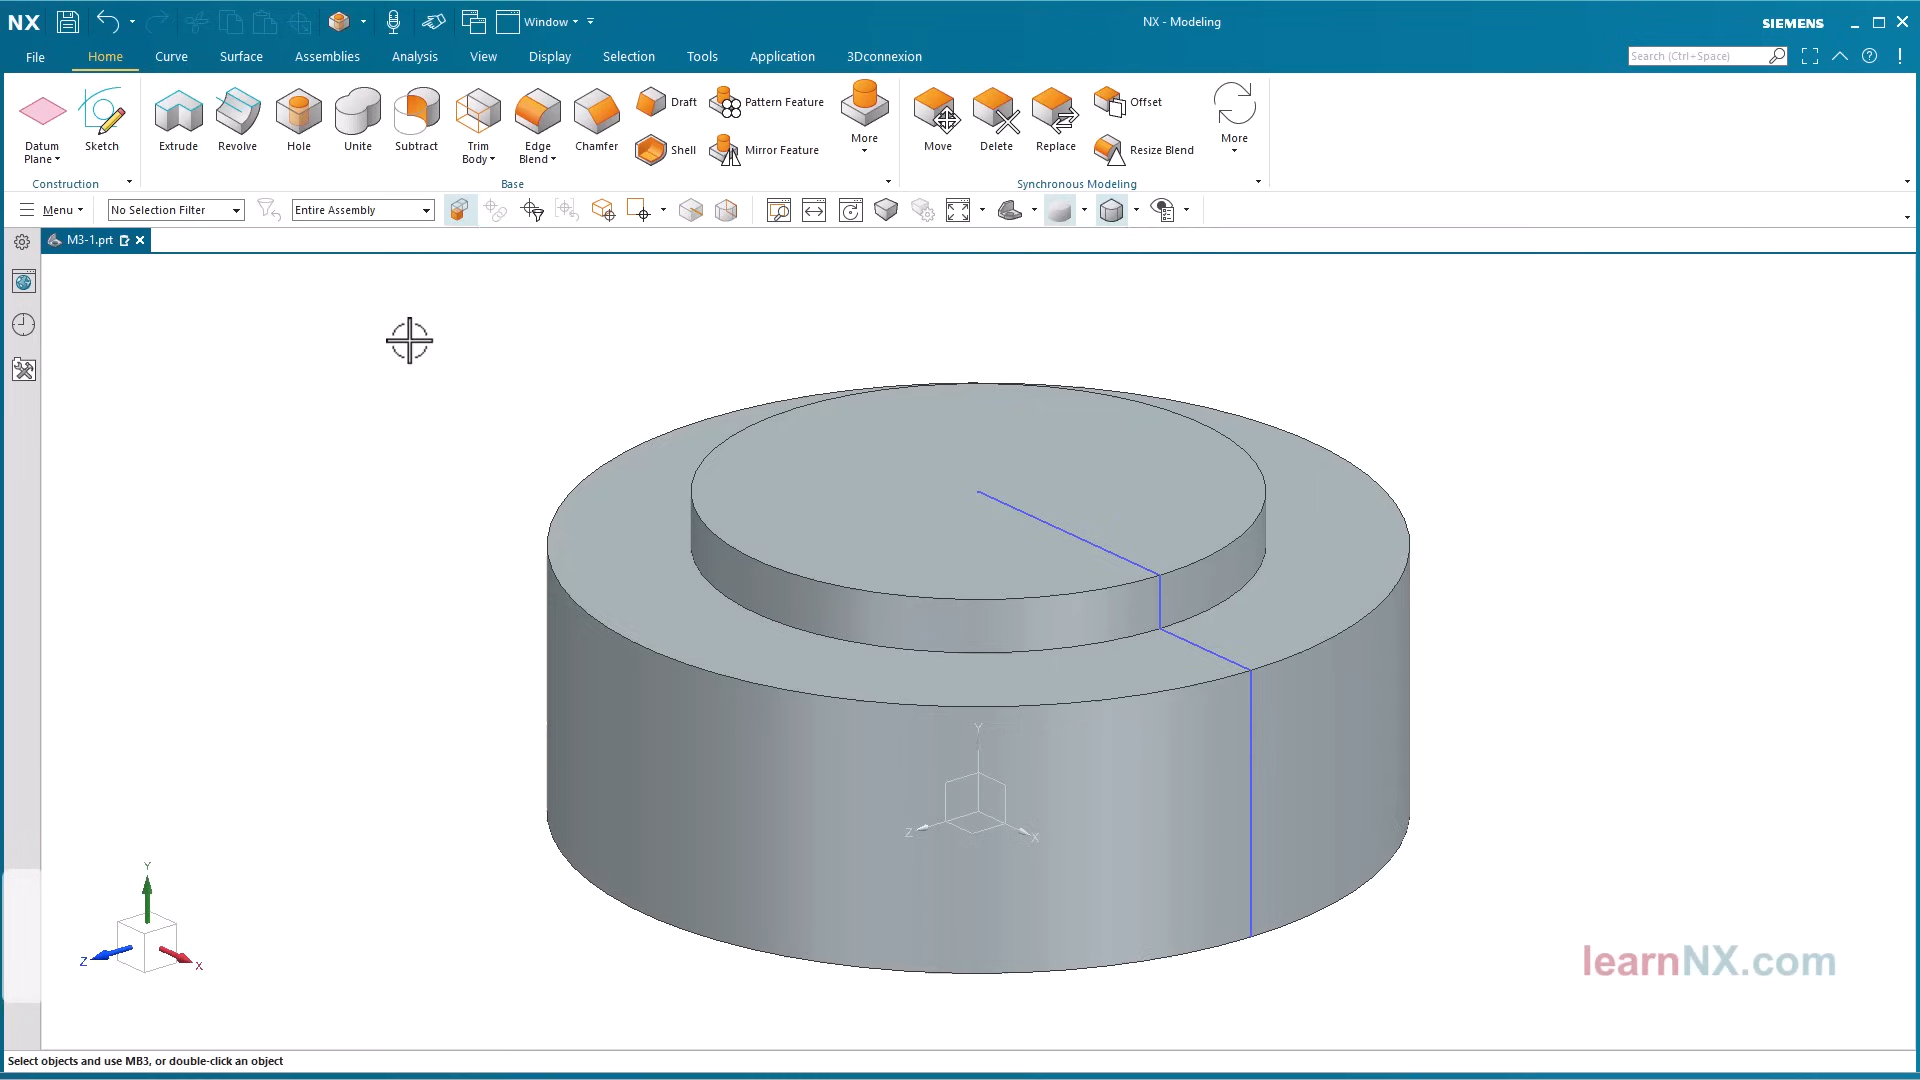 NX
Window
NX - Modeling
SIEMENS
File
Home
Curve
Surface
Assemblies
Analysis
View
Display
Selection
Tools
Application
3Dconnexion
Search (Ctrl+Space)
Datum
Plane
Sketch
Extrude
Revolve
Hole
Unite
Subtract
Trim
Body
Edge
Blend
Chamfer
Draft
Shell
Pattern Feature
Mirror Feature
More
Move
Delete
Replace
Offset
Resize Blend
More
Construction
Base
Synchronous Modeling
Menu
No Selection Filter
Entire Assembly
M3-1.prt
Y
Z
X
Y
Z
X
learnNX.com
Select objects and use MB3, or double-click an object